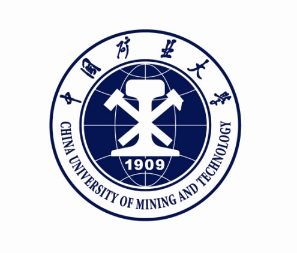 中国矿业大学
1909
CHINA UNIVERSITY OF MINING AND TECHNOLOGY